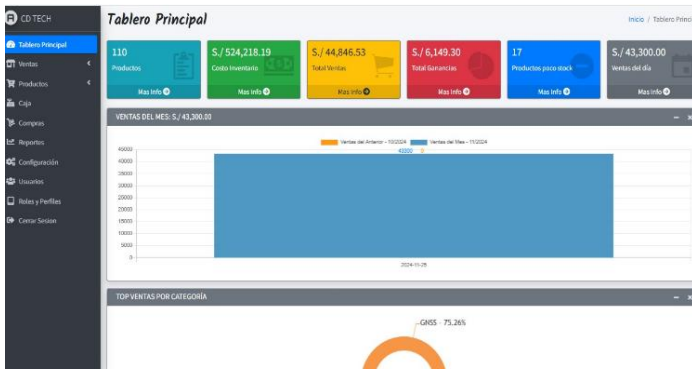 R CD TECH
Tablero Principal
Inicio / Tablero Princi
Tablero Principal
Ventas
Productos
Caja
Compras
Reportes
Configuración
Usuarios
Roles y Perfiles
Cerrar Sesion
110
Productos
Mas Info
S./ 524,218.19
Costo Inventario
Mas Info
S./ 44,846.53
Total Ventas
Mas Info
S./ 6,149.30
Total Ganancias
Mas Info
17
Productos poco stock
Mas Info
S./ 43,300.00
Ventas del día
Mas Info
VENTAS DEL MES: S./ 43,300.00
Ventas del Anterior - 10/2024
Ventas del Mes - 11/2024
45000
40000
35000
30000
25000
20000
15000
10000
5000
0
2024-11-25
TOP VENTAS POR CATEGORÍA
GNSS - 75.26%